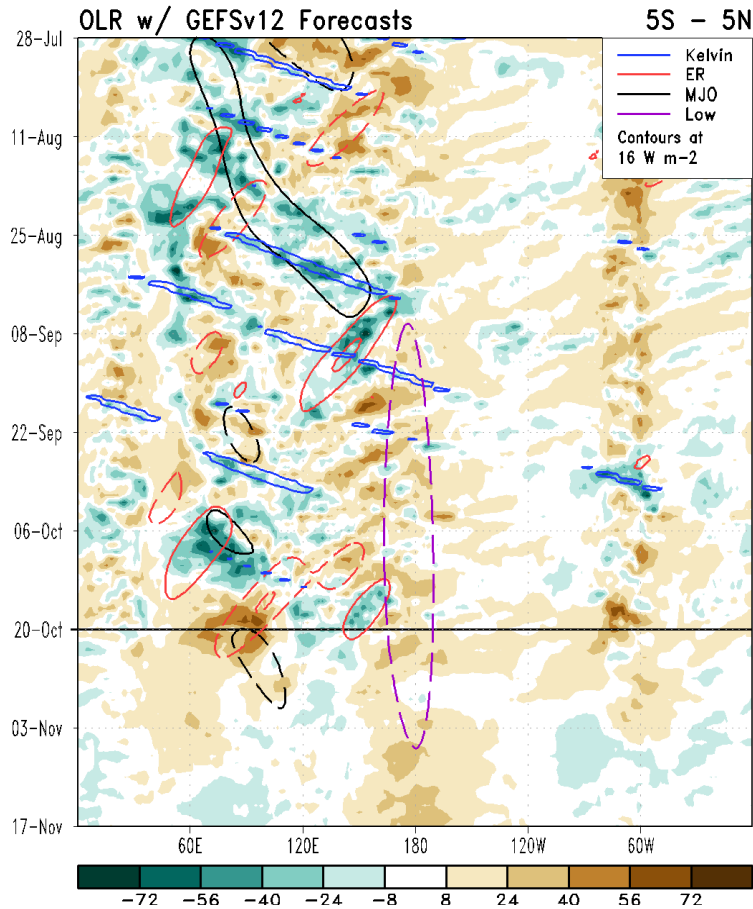 OLR w/ GEFSv12 Forecasts 5S - 5N
28-Jul
11-Aug
25-Aug
08-Sep
22-Sep
06-Oct
20-Oct
03-Nov
17-Nov
Kelvin
ER
MJO
Low
Contours at
16 W m-2
60E 120E 180 120W 60W
-72 -56 -40 -24 -8 8 24 40 56 72